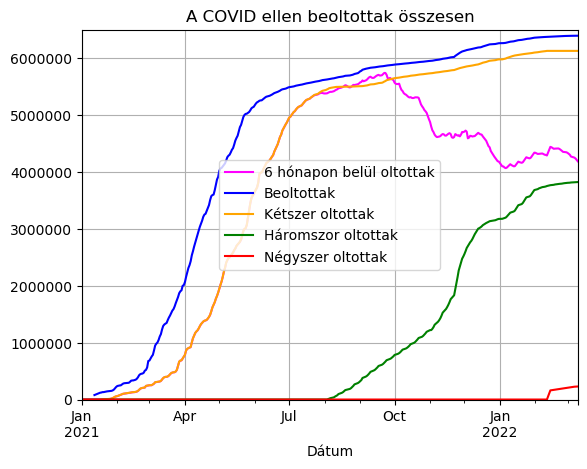 A COVID ellen beoltottak összesen
6000000
5000000
4000000
3000000
2000000
1000000
0
6 hónapon belül oltottak
Beoltottak
Kétszer oltottak
Háromszor oltottak
Négyszer oltottak
Jan Apr Jul Oct Jan
2021 2022
Dátum